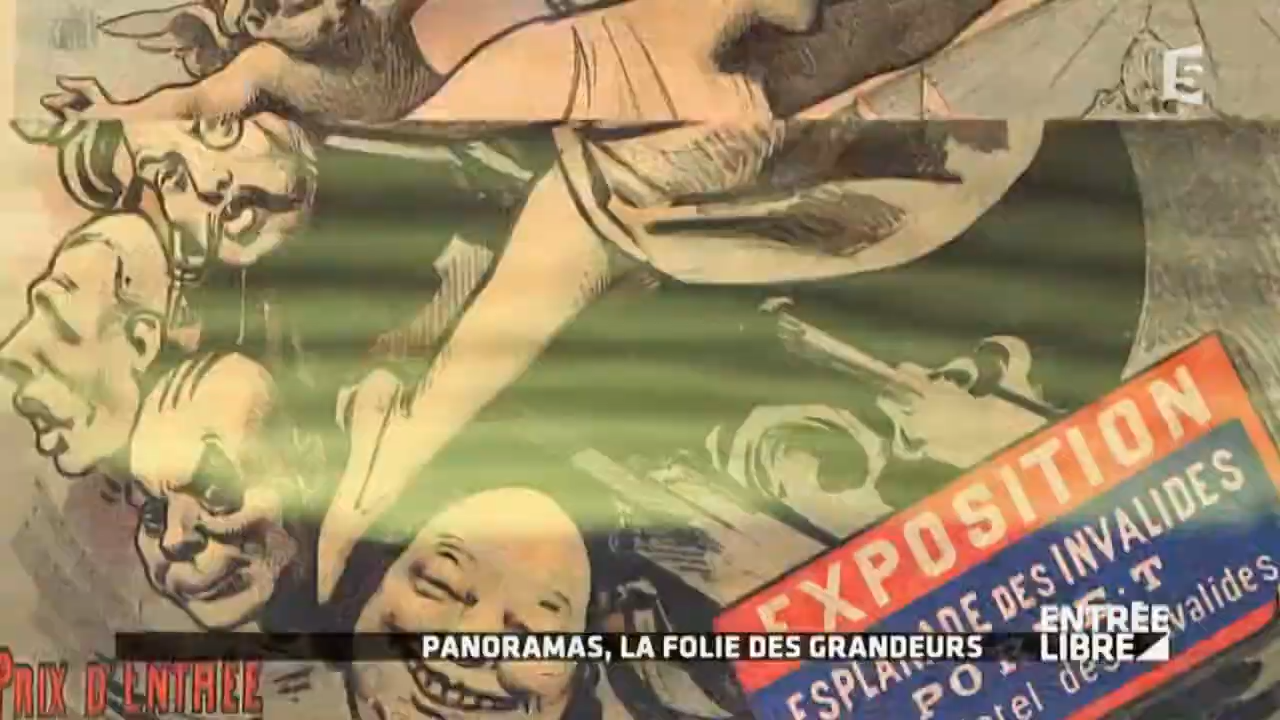 5
EXPOSITION
ESPLANADE DES INVALIDES
PANORAMAS, LA FOLIE DES GRANDEURS
ENTRÉE
LIBRE
PRIX D'ENTRÉE